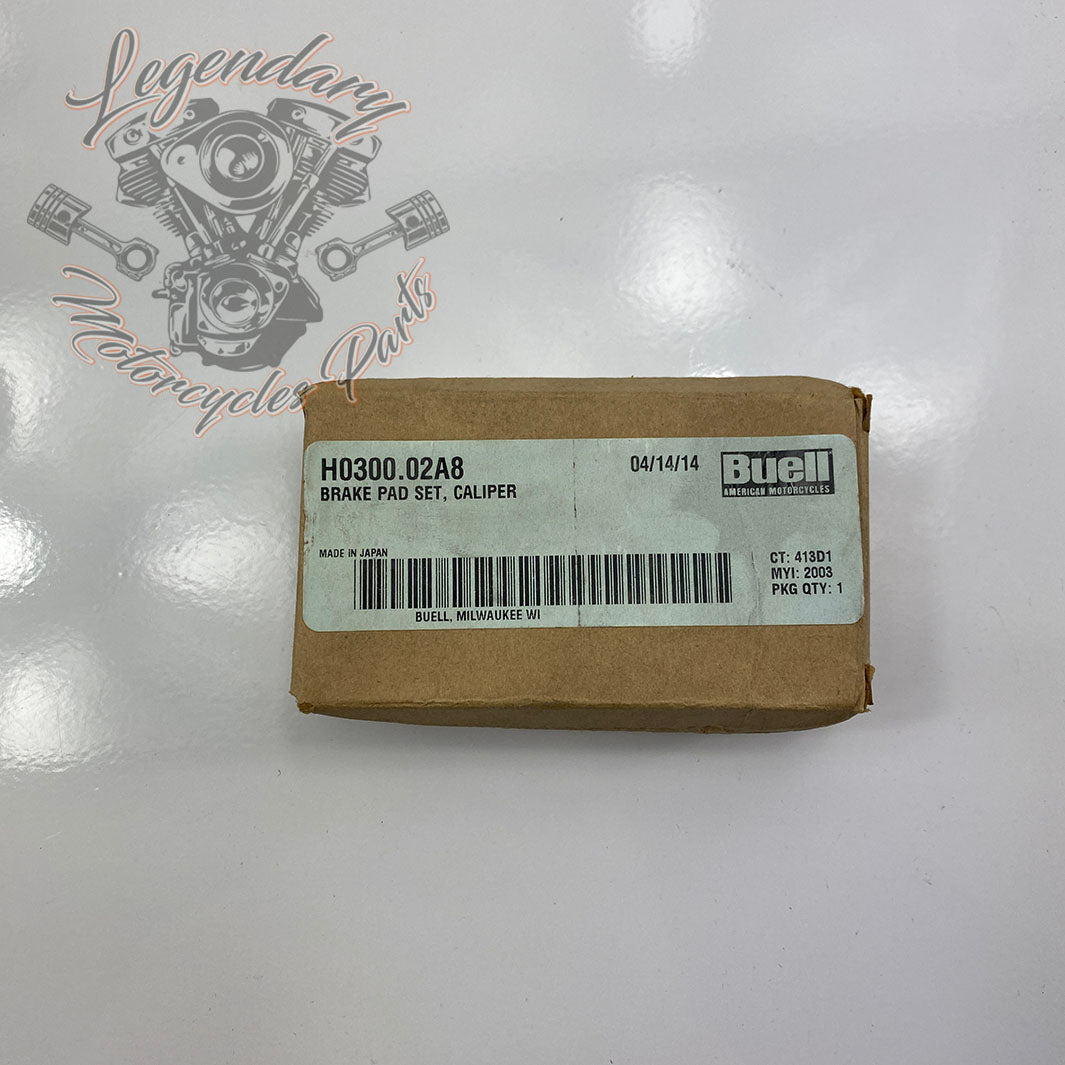 Legendary
Motorcycles Parts
H0300.02A8 04/14/14 Buell
BRAKE PAD SET, CALIPER AMERICAN MOTORCYCLES
MADE IN JAPAN
CT: 413D1
MYI: 2003
PKG QTY: 1
BUELL, MILWAUKEE WI